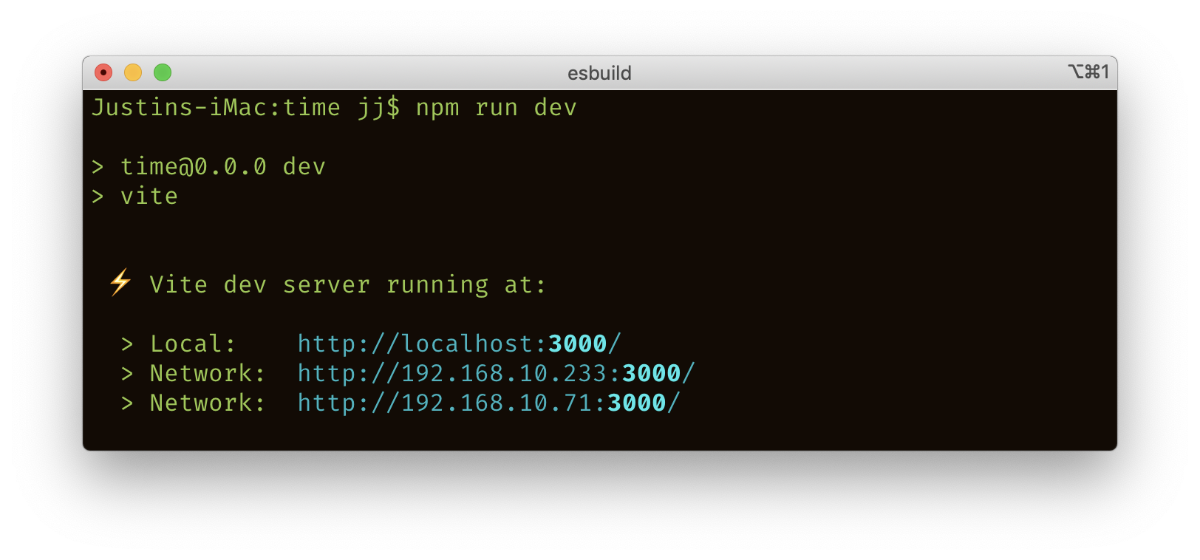 esbuild ⌥⌘1
Justins-iMac:time jj$ npm run dev
> time@0.0.0 dev
> vite
⚡ Vite dev server running at:
> Local: http://localhost:3000/
> Network: http://192.168.10.233:3000/
> Network: http://192.168.10.71:3000/